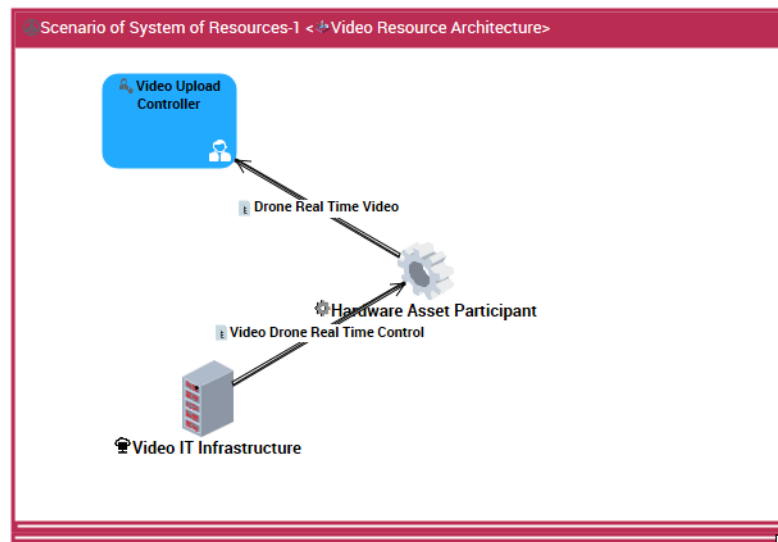 Scenario of System of Resources-1 <Video Resource Architecture>
Video Upload
Controller
Drone Real Time Video
Hardware Asset Participant
Video Drone Real Time Control
Video IT Infrastructure